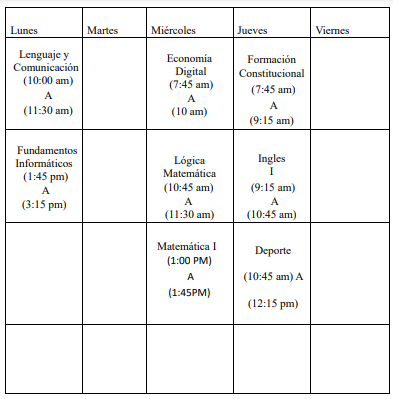 Lunes
Martes
Miércoles
Jueves
Viernes
Lenguaje y
Comunicación
(10:00 am)
A
(11:30 am)
Economía
Digital
(7:45 am)
A
(10 am)
Formación
Constitucional
(7:45 am)
A
(9:15 am)
Fundamentos
Informáticos
(1:45 pm)
A
(3:15 pm)
Lógica
Matemática
(10:45 am)
A
(11:30 am)
Ingles
I
(9:15 am)
A
(10:45 am)
Matemática I
(1:00 PM)
A
(1:45PM)
Deporte
(10:45 am) A
(12:15 pm)